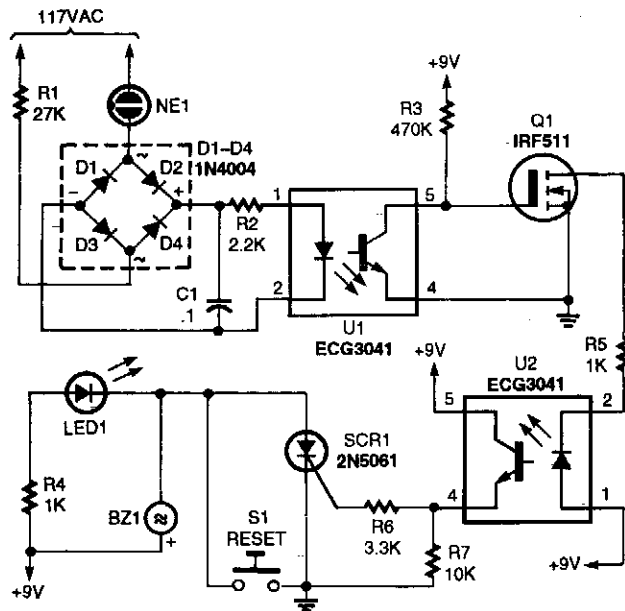 117VAC
R1
27K
NE1
D1–D4
1N4004
D1
D2
D3
D4
~
~
−
+
R2
2.2K
C1
.1
1
2
5
4
U1
ECG3041
+9V
R3
470K
Q1
IRF511
R5
1K
+9V
U2
ECG3041
5
4
2
1
+9V
LED1
R4
1K
+9V
BZ1
+
S1
RESET
SCR1
2N5061
R6
3.3K
R7
10K